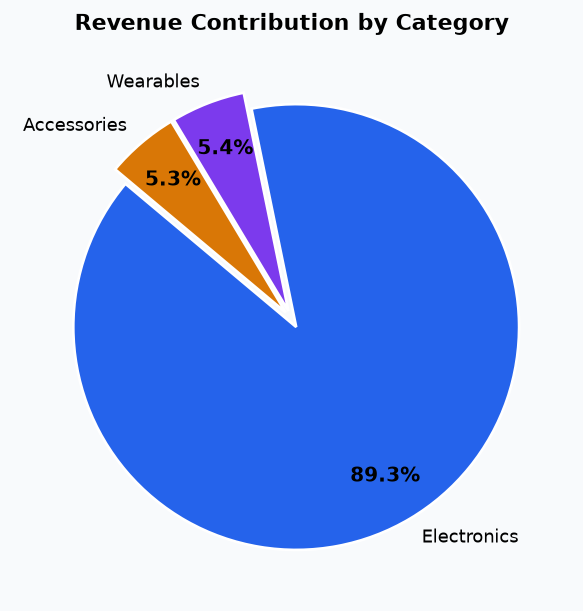 Revenue Contribution by Category
Wearables
Accessories
5.4%
5.3%
89.3%
Electronics